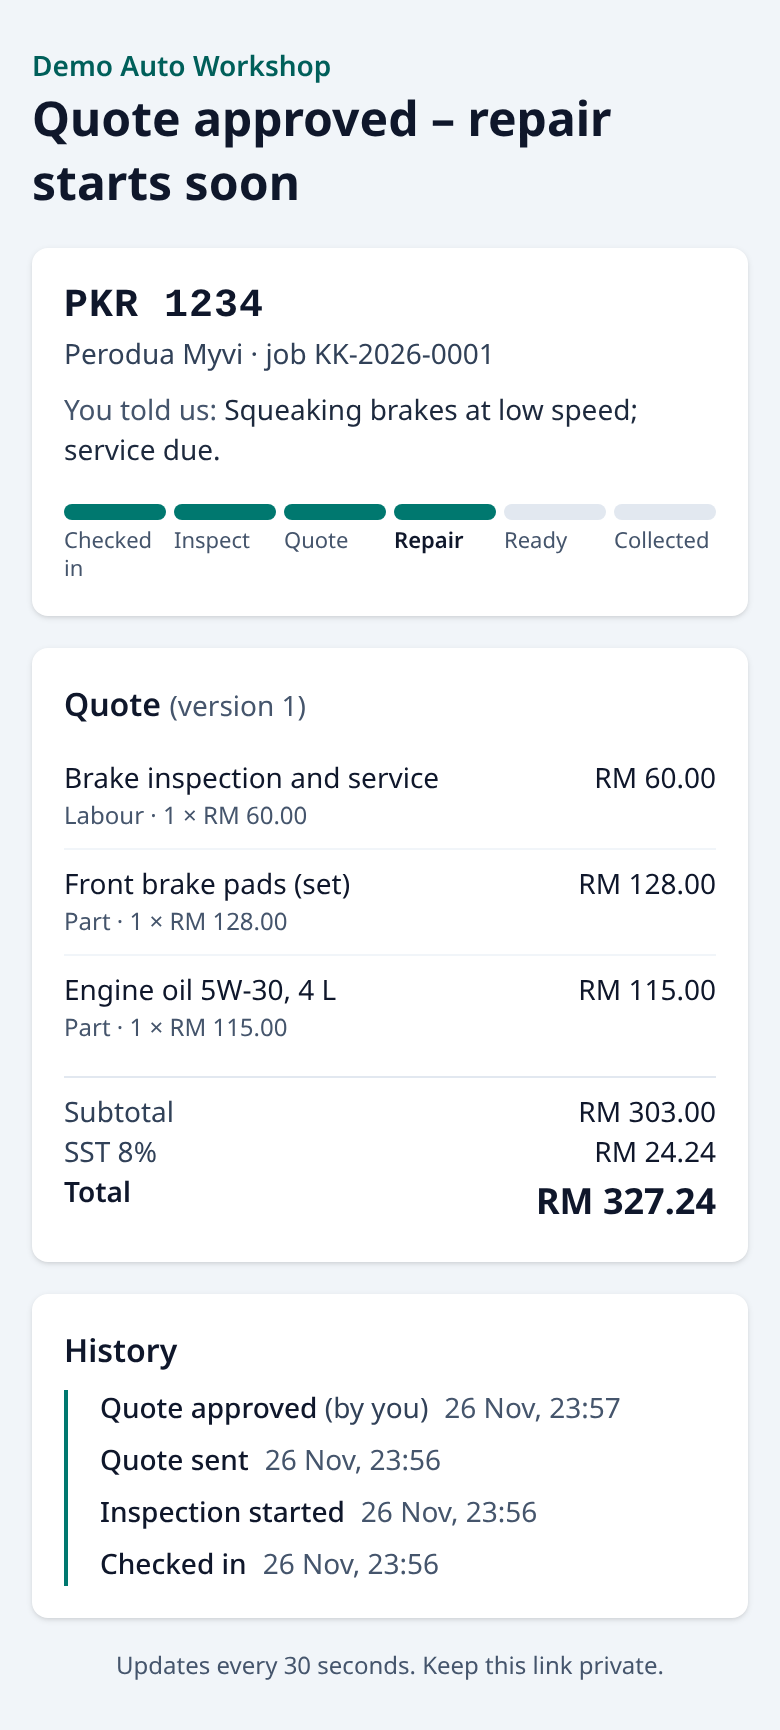 Demo Auto Workshop
Quote approved – repair
starts soon
PKR 1234
Perodua Myvi · job KK-2026-0001
You told us: Squeaking brakes at low speed;
service due.
Checked in Inspect Quote Repair Ready Collected
Quote (version 1)
Brake inspection and service RM 60.00
Labour · 1 × RM 60.00
Front brake pads (set) RM 128.00
Part · 1 × RM 128.00
Engine oil 5W-30, 4 L RM 115.00
Part · 1 × RM 115.00
Subtotal RM 303.00
SST 8% RM 24.24
Total RM 327.24
History
Quote approved (by you) 26 Nov, 23:57
Quote sent 26 Nov, 23:56
Inspection started 26 Nov, 23:56
Checked in 26 Nov, 23:56
Updates every 30 seconds. Keep this link private.